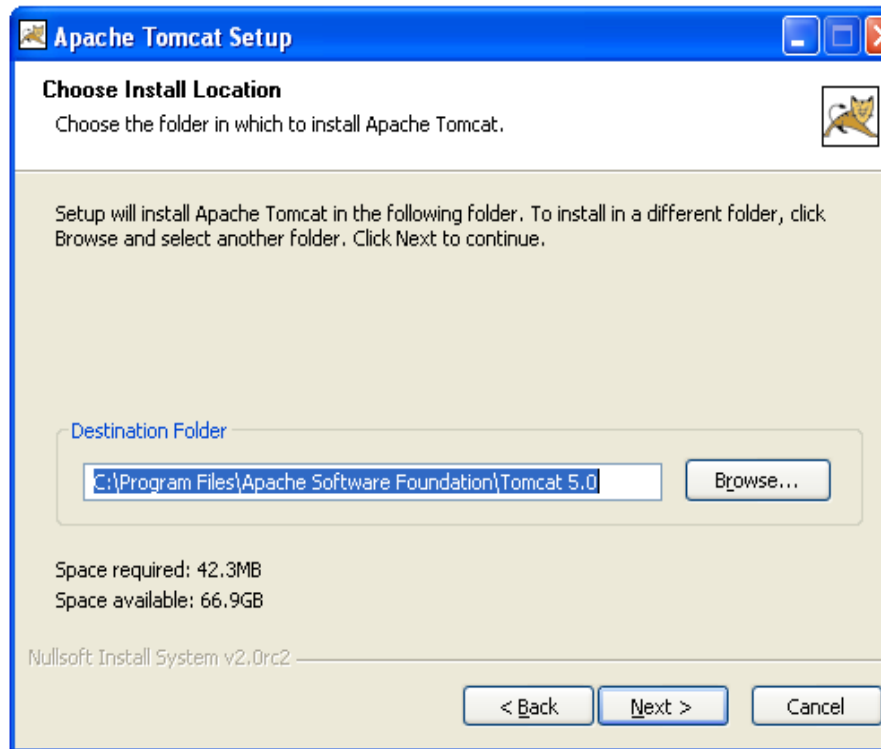 Apache Tomcat Setup
Choose Install Location
Choose the folder in which to install Apache Tomcat.
Setup will install Apache Tomcat in the following folder. To install in a different folder, click
Browse and select another folder. Click Next to continue.
Destination Folder
C:\Program Files\Apache Software Foundation\Tomcat 5.0
Browse...
Space required: 42.3MB
Space available: 66.9GB
Nullsoft Install System v2.0rc2
< Back
Next >
Cancel